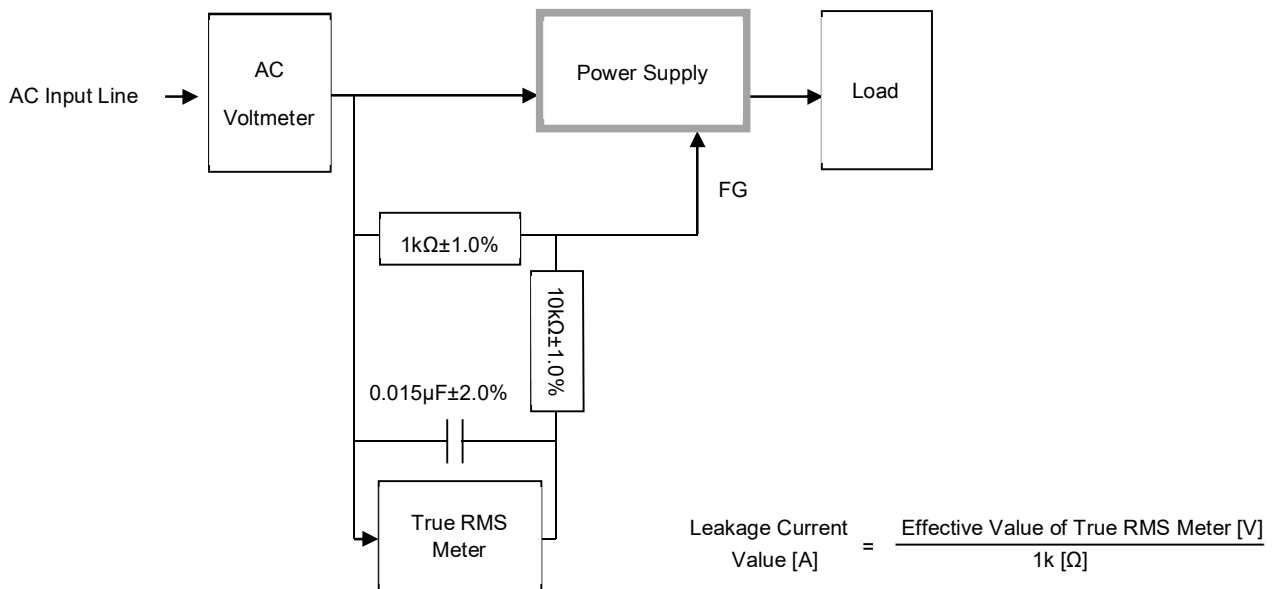 AC
Voltmeter
Power Supply
Load
AC Input Line
FG
1kΩ±1.0%
10kΩ±1.0%
0.015µF±2.0%
True RMS
Meter
Leakage Current
Value [A]
=
Effective Value of True RMS Meter [V]
1k [Ω]